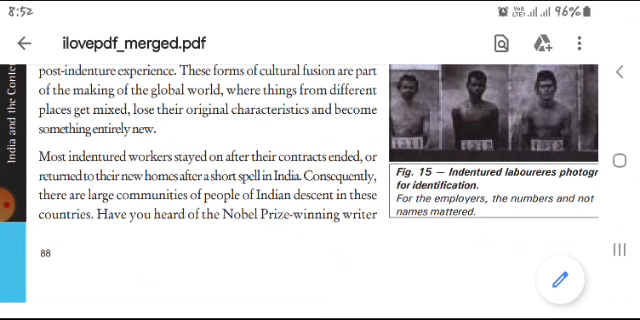 8:52
VoII LTE1 96%
ilovepdf_merged.pdf
India and the Conte
post-indenture experience. These forms of cultural fusion are part
of the making of the global world, where things from different
places get mixed, lose their original characteristics and become
something entirely new.
Most indentured workers stayed on after their contracts ended, or
returned to their new homes after a short spell in India. Consequently,
there are large communities of people of Indian descent in these
countries. Have you heard of the Nobel Prize-winning writer
Fig. 15 — Indentured laboureres photogr
for identification.
For the employers, the numbers and not
names mattered.
88